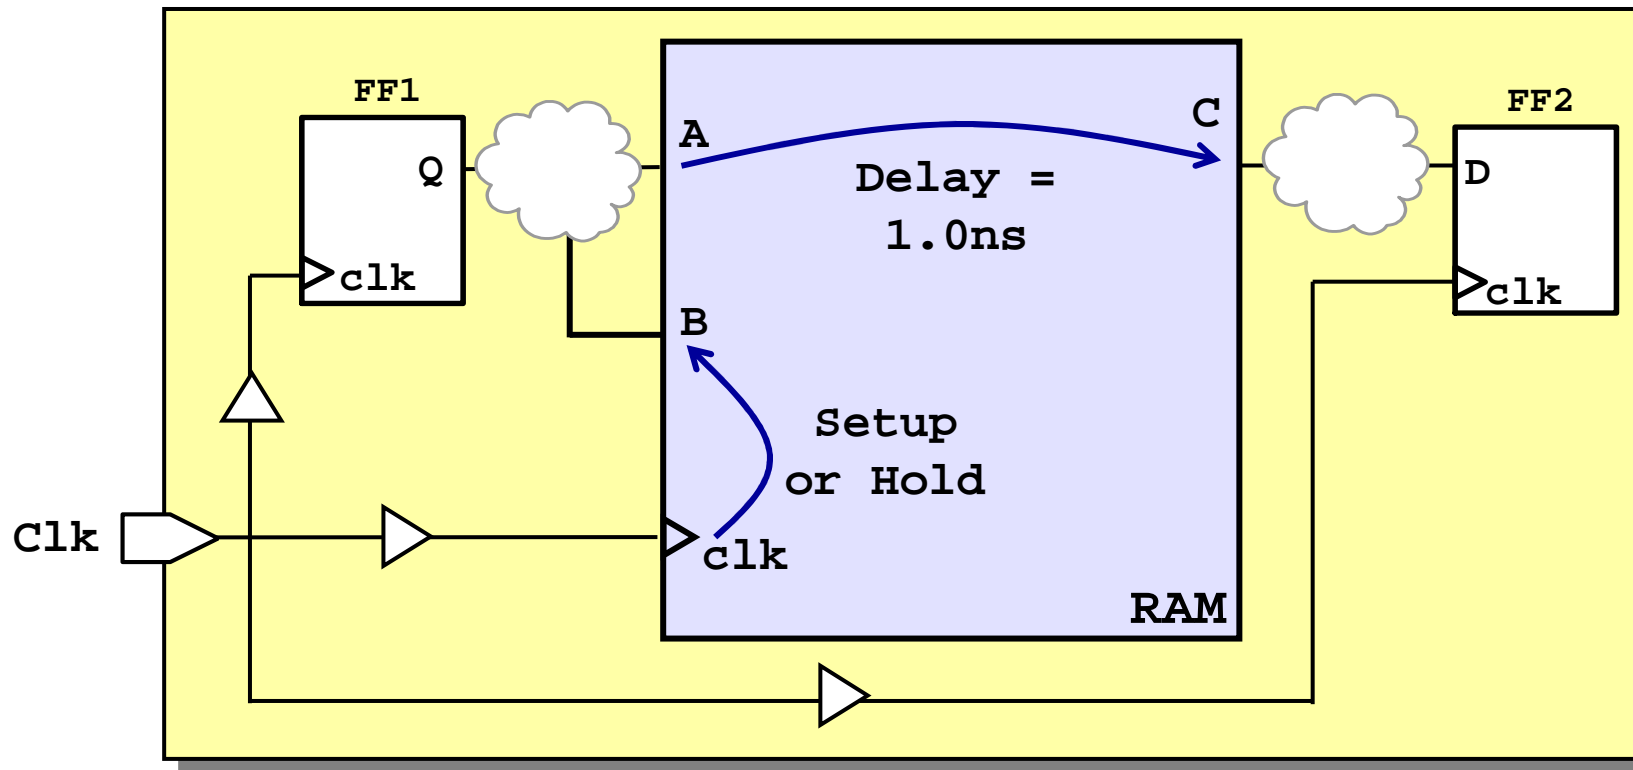 FF1
Q
clk
A
C
Delay =
1.0ns
FF2
D
clk
B
Setup
or Hold
Clk
clk
RAM